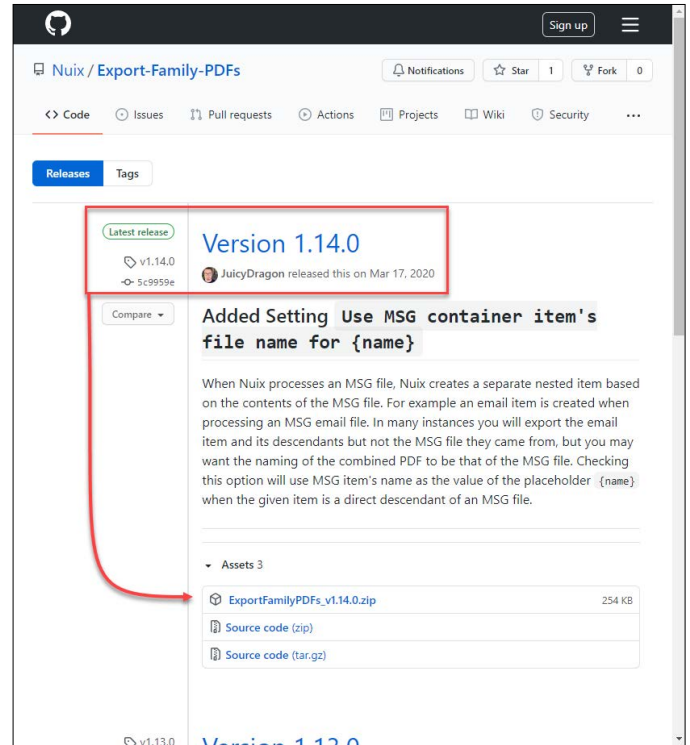 Sign up
Nuix / Export-Family-PDFs
Notifications
Star 1
Fork 0
<> Code
Issues
Pull requests
Actions
Projects
Wiki
Security
...
Releases
Tags
Latest release
v1.14.0
5c9959e
Compare
Version 1.14.0
JuicyDragon released this on Mar 17, 2020
Added Setting Use MSG container item's
file name for {name}
When Nuix processes an MSG file, Nuix creates a separate nested item based
on the contents of the MSG file. For example an email item is created when
processing an MSG email file. In many instances you will export the email
item and its descendants but not the MSG file they came from, but you may
want the naming of the combined PDF to be that of the MSG file. Checking
this option will use MSG item's name as the value of the placeholder {name}
when the given item is a direct descendant of an MSG file.
Assets 3
ExportFamilyPDFs_v1.14.0.zip 254 KB
Source code (zip)
Source code (tar.gz)
v1.13.0
Version 1.13.0